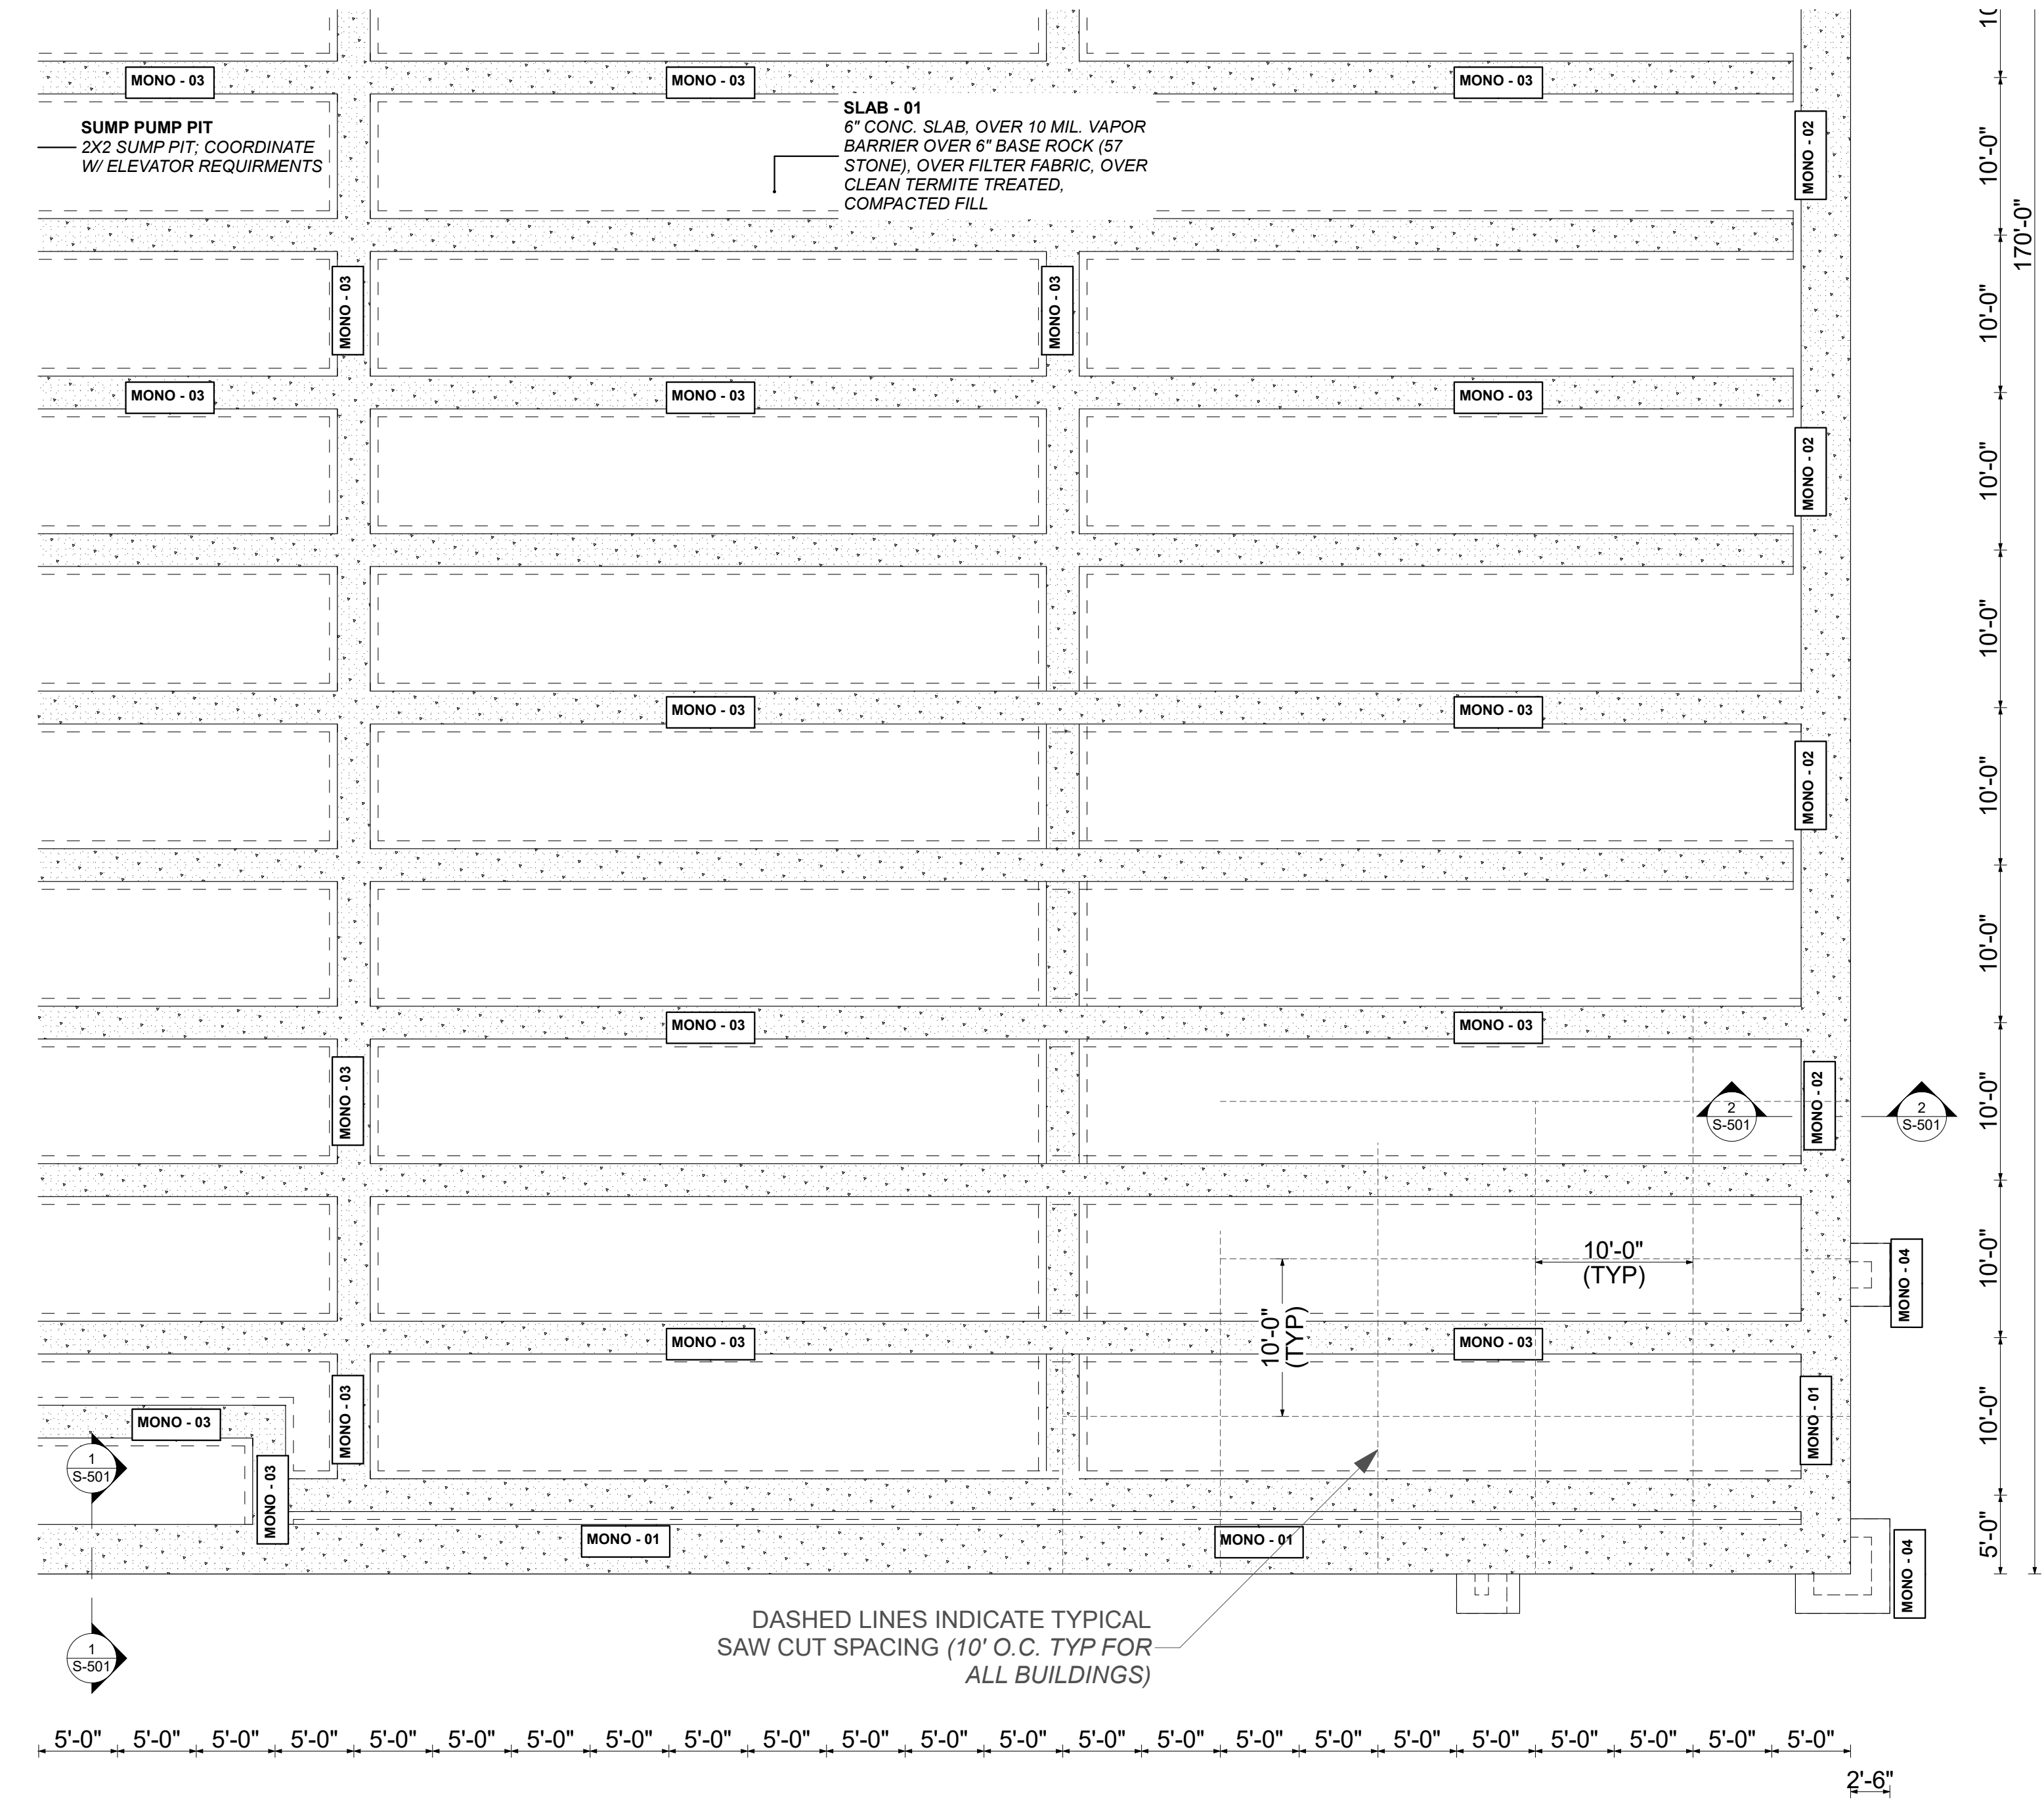 10
MONO - 03
MONO - 03
MONO - 03
SUMP PUMP PIT
2X2 SUMP PIT; COORDINATE
W/ ELEVATOR REQUIRMENTS
SLAB - 01
6" CONC. SLAB, OVER 10 MIL. VAPOR
BARRIER OVER 6" BASE ROCK (57
STONE), OVER FILTER FABRIC, OVER
CLEAN TERMITE TREATED,
COMPACTED FILL
MONO - 02
10'-0"
170'-0"
MONO - 03
MONO - 03
10'-0"
MONO - 03
MONO - 03
MONO - 03
MONO - 02
10'-0"
10'-0"
MONO - 03
MONO - 03
MONO - 02
10'-0"
10'-0"
MONO - 03
MONO - 03
MONO - 03
2
S-501
MONO - 02
2
S-501
10'-0"
10'-0"
(TYP)
MONO - 04
10'-0"
10'-0"
(TYP)
MONO - 03
MONO - 03
MONO - 03
MONO - 01
10'-0"
MONO - 03
1
S-501
MONO - 03
MONO - 01
MONO - 01
5'-0"
MONO - 04
DASHED LINES INDICATE TYPICAL
SAW CUT SPACING (10' O.C. TYP FOR
ALL BUILDINGS)
1
S-501
5'-0" 5'-0" 5'-0" 5'-0" 5'-0" 5'-0" 5'-0" 5'-0" 5'-0" 5'-0" 5'-0" 5'-0" 5'-0" 5'-0" 5'-0" 5'-0" 5'-0" 5'-0" 5'-0" 5'-0" 5'-0" 5'-0" 5'-0"
2'-6"